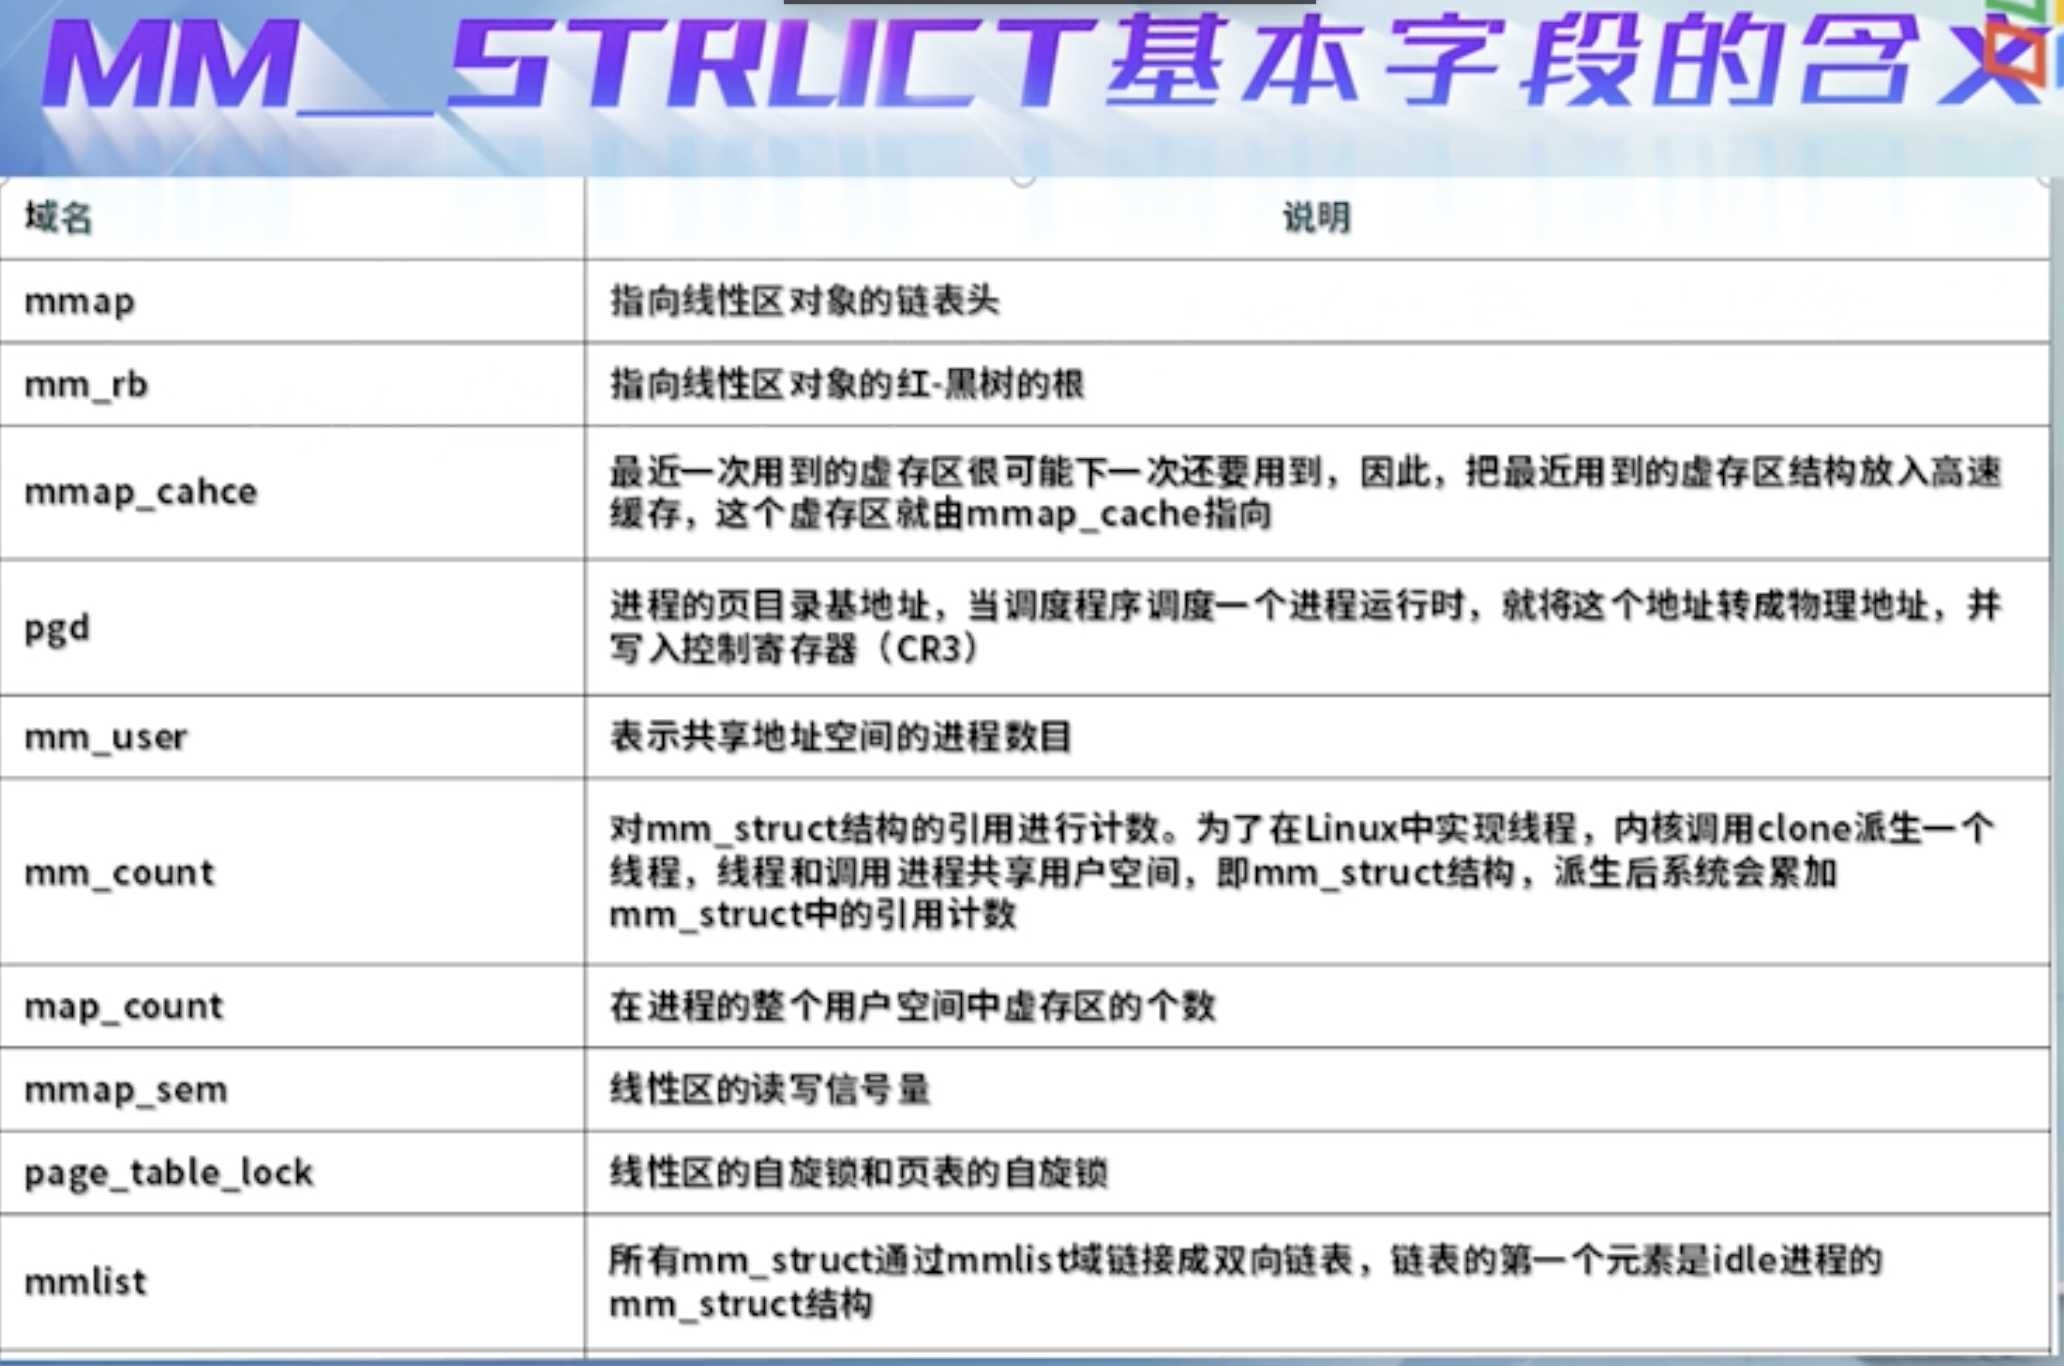 MM_STRUCT基本字段的含义
域名
说明
mmap
指向线性区对象的链表头
mm_rb
指向线性区对象的红-黑树的根
mmap_cahce
最近一次用到的虚存区很可能下一次还要用到，因此，把最近用到的虚存区结构放入高速
缓存，这个虚存区就由mmap_cache指向
pgd
进程的页目录基地址，当调度程序调度一个进程运行时，就将这个地址转成物理地址，并
写入控制寄存器（CR3）
mm_user
表示共享地址空间的进程数目
mm_count
对mm_struct结构的引用进行计数。为了在Linux中实现线程，内核调用clone派生一个
线程，线程和调用进程共享用户空间，即mm_struct结构，派生后系统会累加
mm_struct中的引用计数
map_count
在进程的整个用户空间中虚存区的个数
mmap_sem
线性区的读写信号量
page_table_lock
线性区的自旋锁和页表的自旋锁
mmlist
所有mm_struct通过mmlist域链接成双向链表，链表的第一个元素是idle进程的
mm_struct结构